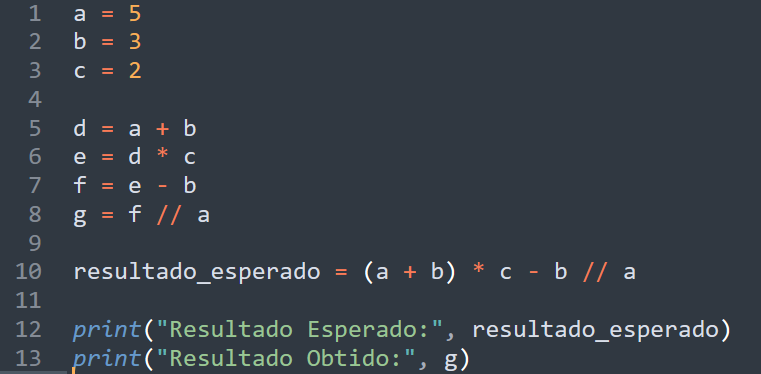 1 a = 5
2 b = 3
3 c = 2
4
5 d = a + b
6 e = d * c
7 f = e - b
8 g = f // a
9
10 resultado_esperado = (a + b) * c - b // a
11
12 print("Resultado Esperado:", resultado_esperado)
13 print("Resultado Obtido:", g)